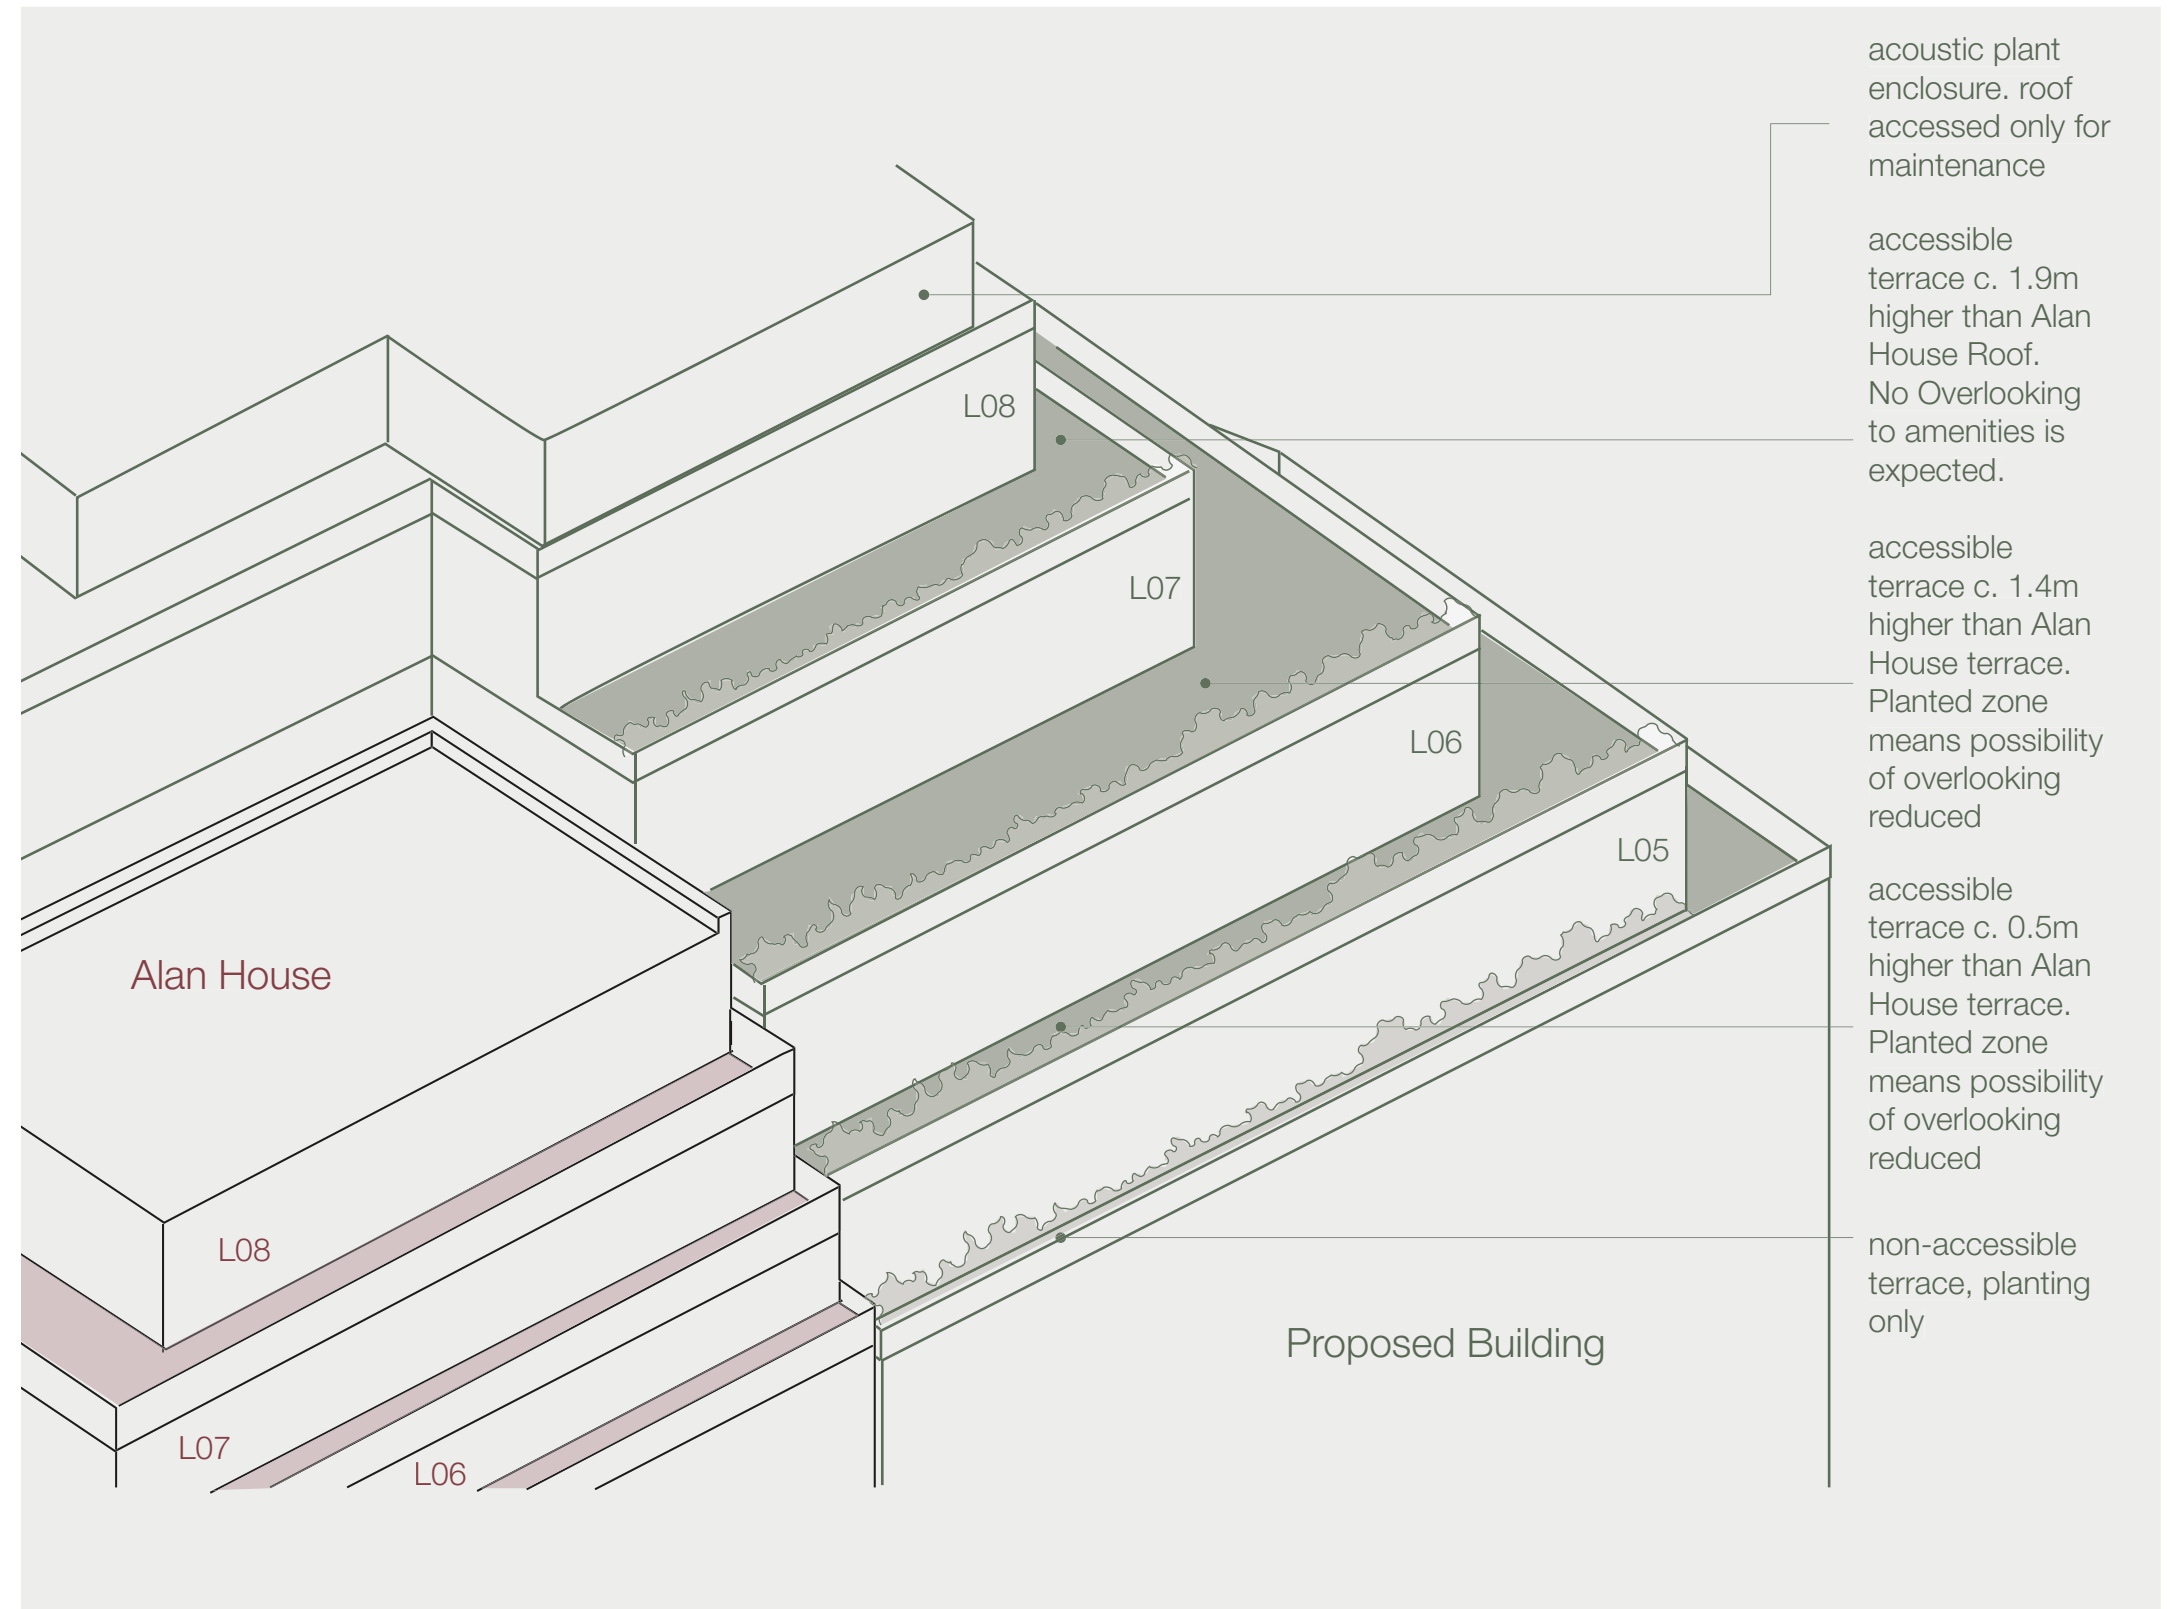 acoustic plant
enclosure. roof
accessed only for
maintenance
accessible
terrace c. 1.9m
higher than Alan
House Roof.
No Overlooking
to amenities is
expected.
accessible
terrace c. 1.4m
higher than Alan
House terrace.
Planted zone
means possibility
of overlooking
reduced
accessible
terrace c. 0.5m
higher than Alan
House terrace.
Planted zone
means possibility
of overlooking
reduced
non-accessible
terrace, planting
only
L08
L07
L06
L05
Alan House
L08
L07
L06
Proposed Building